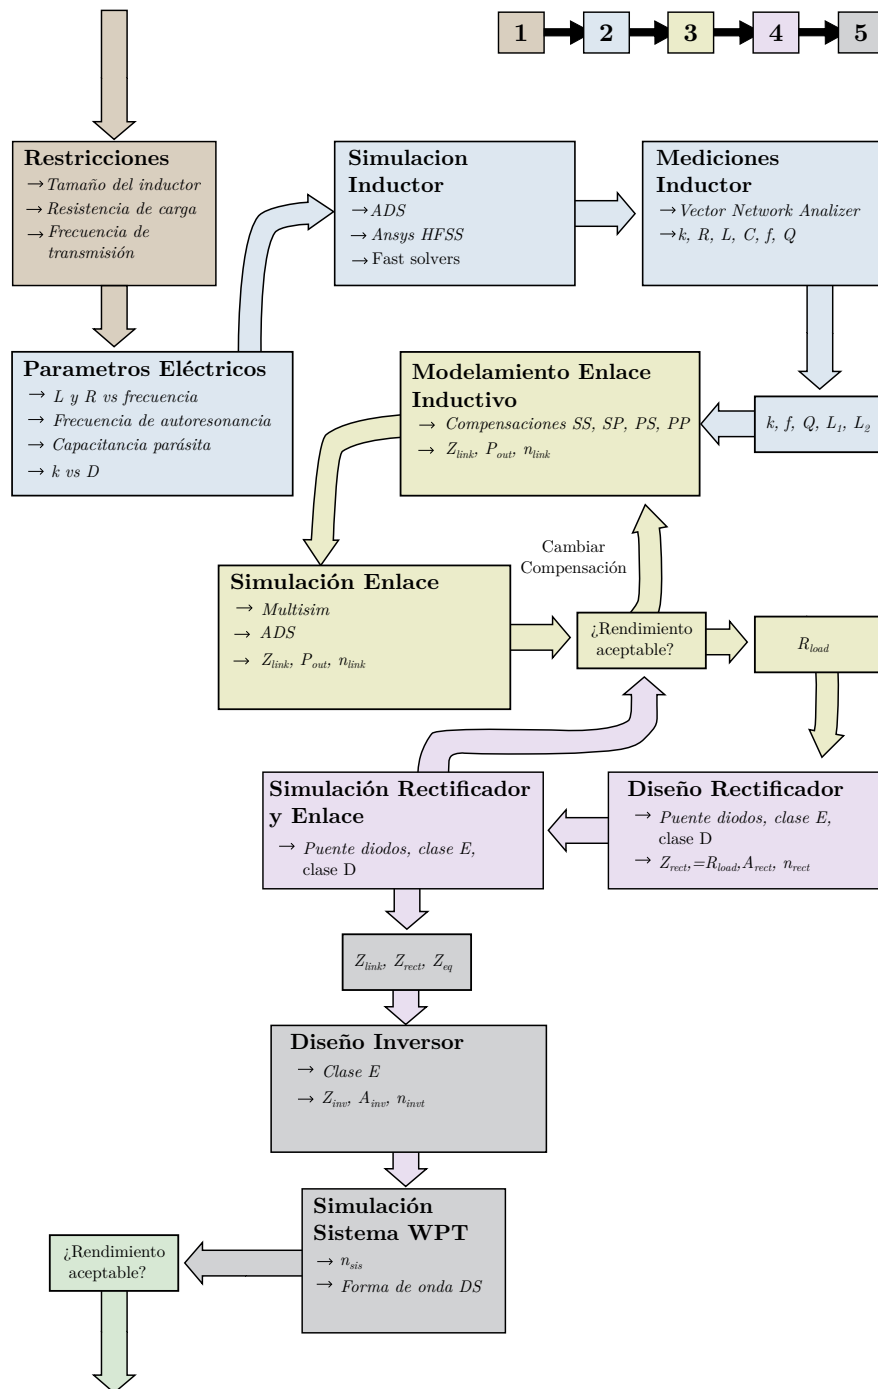 1 2 3 4 5
Restricciones
→ Tamaño del inductor
→ Resistencia de carga
→ Frecuencia de
transmisión
Simulacion
Inductor
→ ADS
→ Ansys HFSS
→ Fast solvers
Mediciones
Inductor
→ Vector Network Analizer
→ k, R, L, C, f, Q
Parametros Eléctricos
→ L y R vs frecuencia
→ Frecuencia de autoresonancia
→ Capacitancia parásita
→ k vs D
Modelamiento Enlace
Inductivo
→ Compensaciones SS, SP, PS, PP
→ Z_link, P_out, n_link
k, f, Q, L_1, L_2
Cambiar
Compensación
Simulación Enlace
→ Multisim
→ ADS
→ Z_link, P_out, n_link
¿Rendimiento
aceptable?
R_load
Simulación Rectificador
y Enlace
→ Puente diodos, clase E,
clase D
Diseño Rectificador
→ Puente diodos, clase E,
clase D
→ Z_rect,=R_load,A_rect, n_rect
Z_link, Z_rect, Z_eq
Diseño Inversor
→ Clase E
→ Z_inv, A_inv, n_invt
Simulación
Sistema WPT
→ n_sis
→ Forma de onda DS
¿Rendimiento
aceptable?